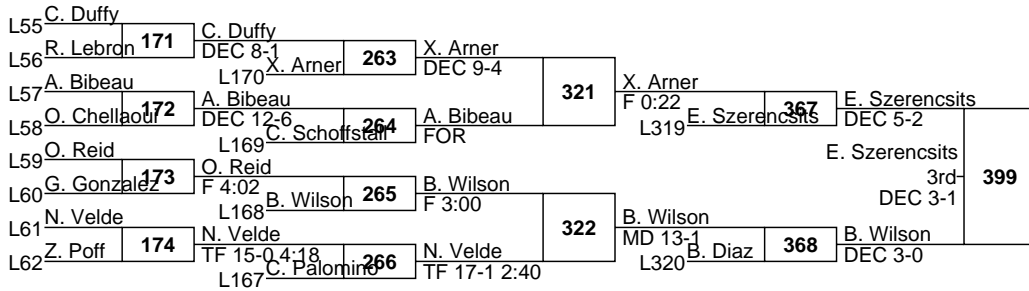 L55 C. Duffy
171
L56 R. Lebron
C. Duffy
DEC 8-1
L170 X. Arner
263
X. Arner
DEC 9-4
L57 A. Bibeau
172
L58 O. Chellaoui
A. Bibeau
DEC 12-6
L169 C. Schoffstall
264
A. Bibeau
FOR
321
X. Arner
F 0:22
L319 E. Szerencsits
367
E. Szerencsits
DEC 5-2
L59 O. Reid
173
L60 G. Gonzalez
O. Reid
F 4:02
L168 B. Wilson
265
B. Wilson
F 3:00
L61 N. Velde
174
L62 Z. Poff
N. Velde
TF 15-0 4:18
L167 C. Palomino
266
N. Velde
TF 17-1 2:40
322
B. Wilson
MD 13-1
L320 B. Diaz
368
B. Wilson
DEC 3-0
E. Szerencsits
3rd
DEC 3-1
399